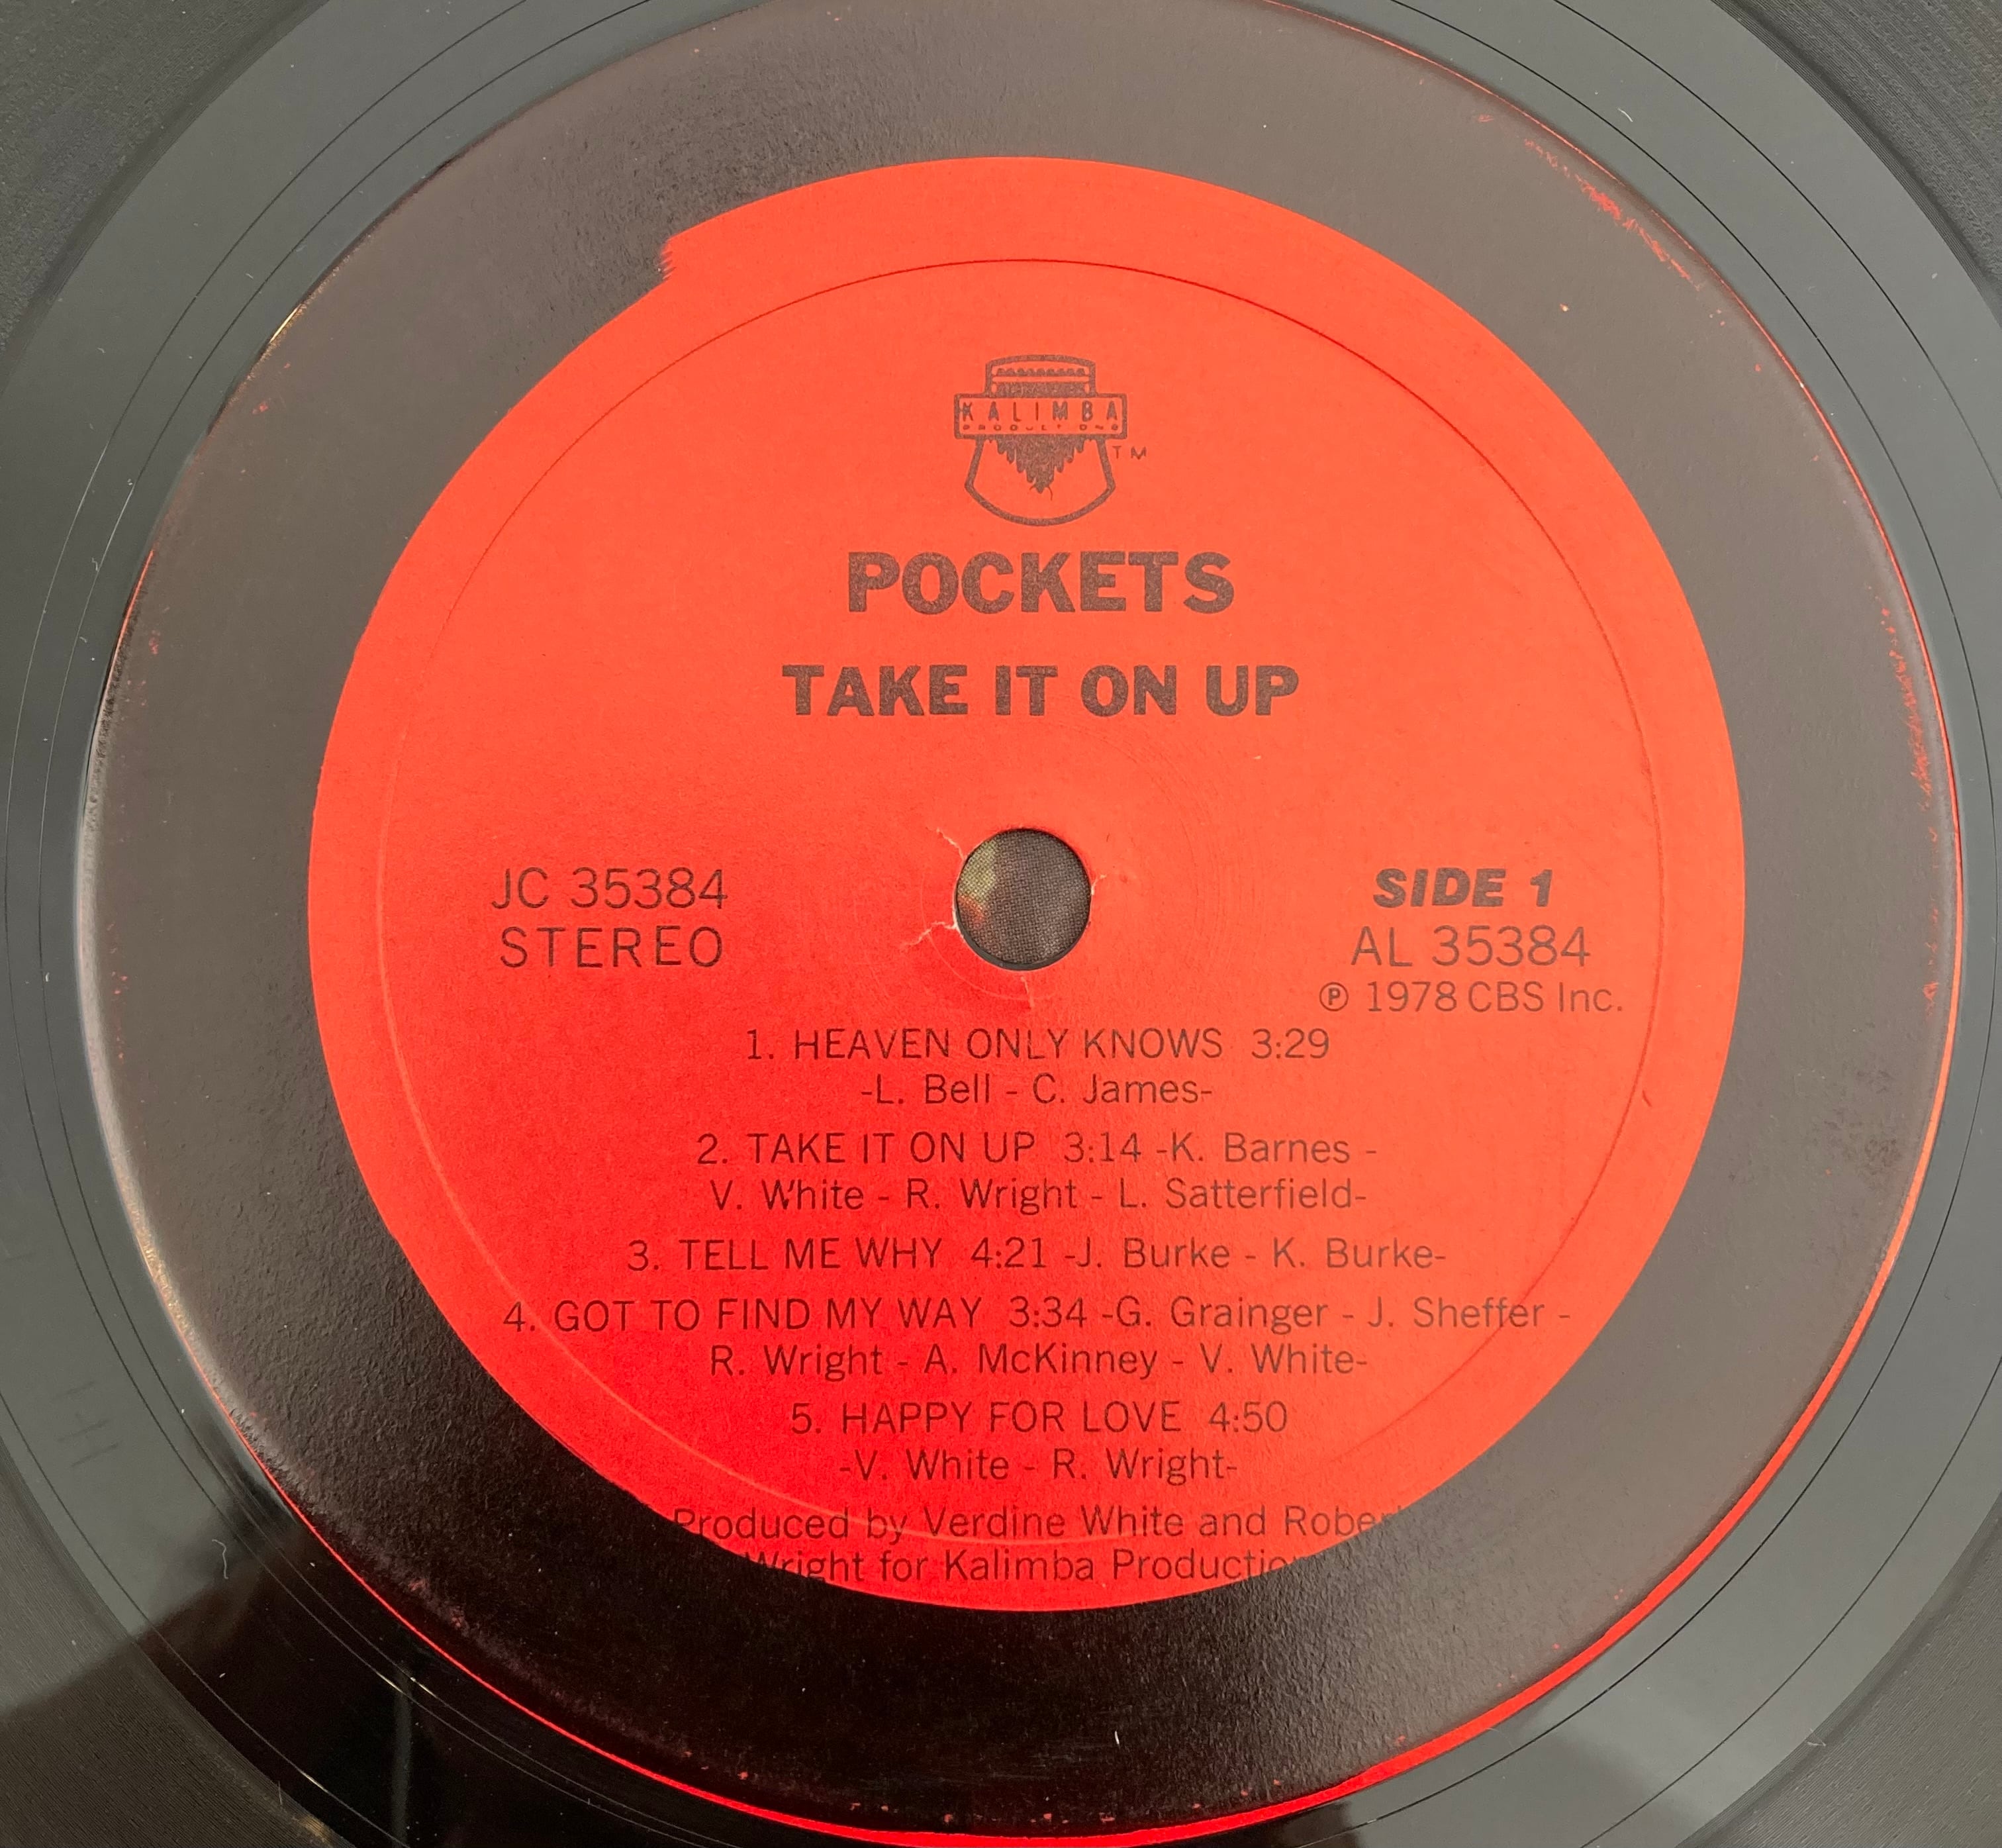 KALIMBA
PRODUCTIONS
TM
POCKETS
TAKE IT ON UP
JC 35384
STEREO
SIDE 1
AL 35384
℗ 1978 CBS Inc.
1. HEAVEN ONLY KNOWS 3:29
-L. Bell - C. James-
2. TAKE IT ON UP 3:14 -K. Barnes -
V. White - R. Wright - L. Satterfield-
3. TELL ME WHY 4:21 -J. Burke - K. Burke-
4. GOT TO FIND MY WAY 3:34 -G. Grainger - J. Sheffer -
R. Wright - A. McKinney - V. White-
5. HAPPY FOR LOVE 4:50
-V. White - R. Wright-
Produced by Verdine White and Rober
Wright for Kalimba Productio